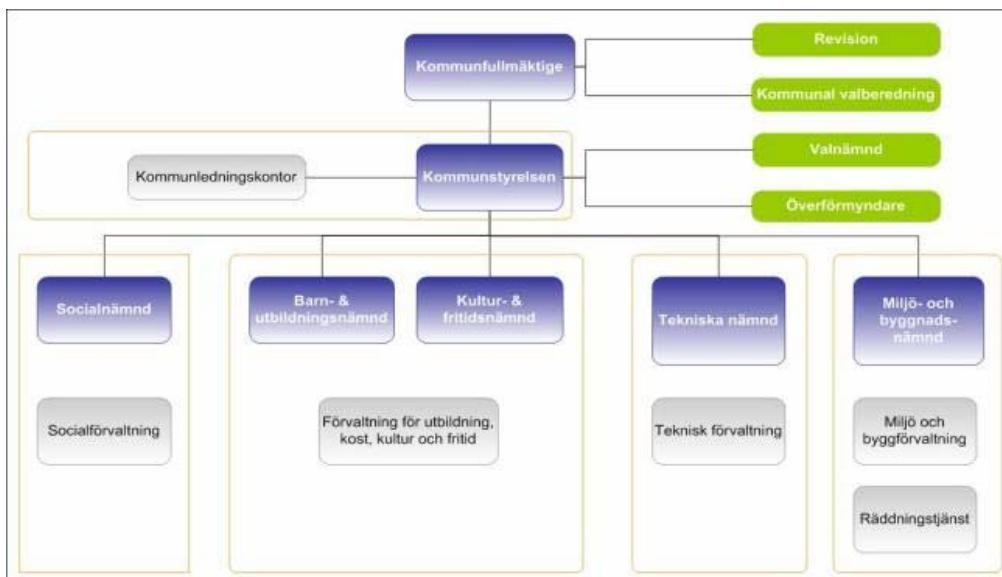 Kommunfullmäktige
Revision
Kommunal valberedning
Kommunledningskontor
Kommunstyrelsen
Valnämnd
Överförmyndare
Socialnämnd
Barn- &
utbildningsnämnd
Kultur- &
fritidsnämnd
Tekniska nämnd
Miljö- och
byggnads-
nämnd
Socialförvaltning
Förvaltning för utbildning,
kost, kultur och fritid
Teknisk förvaltning
Miljö och
byggförvaltning
Räddningstjänst